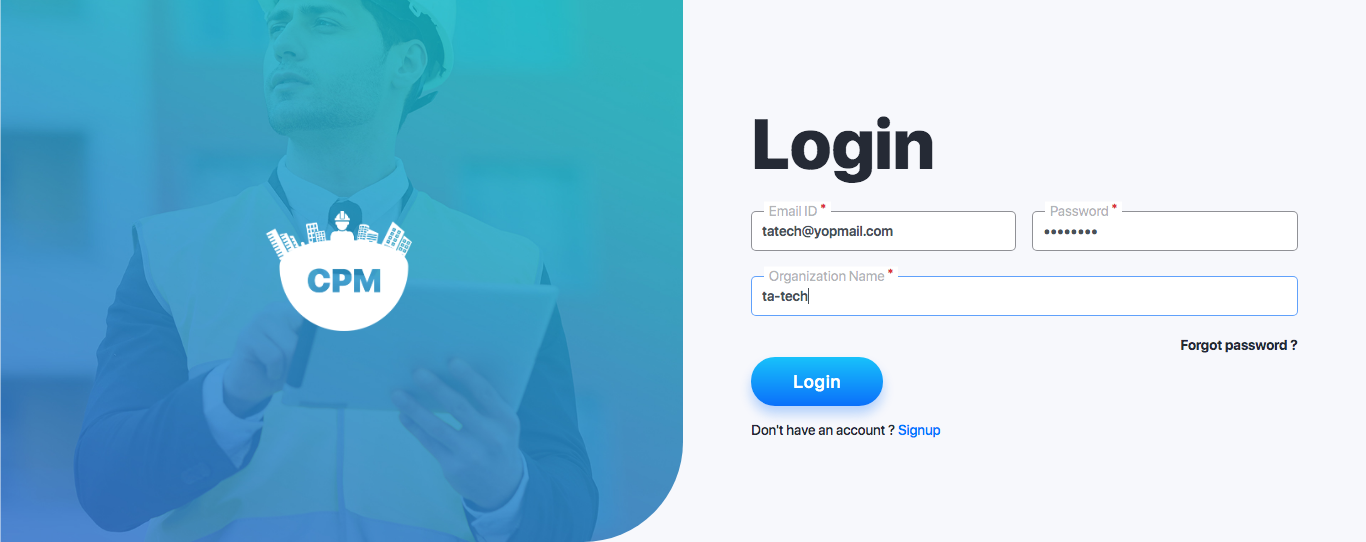 CPM
Login
Email ID *
Password *
tatech@yopmail.com
••••••••
Organization Name *
ta-tech
Forgot password ?
Login
Don't have an account ? Signup